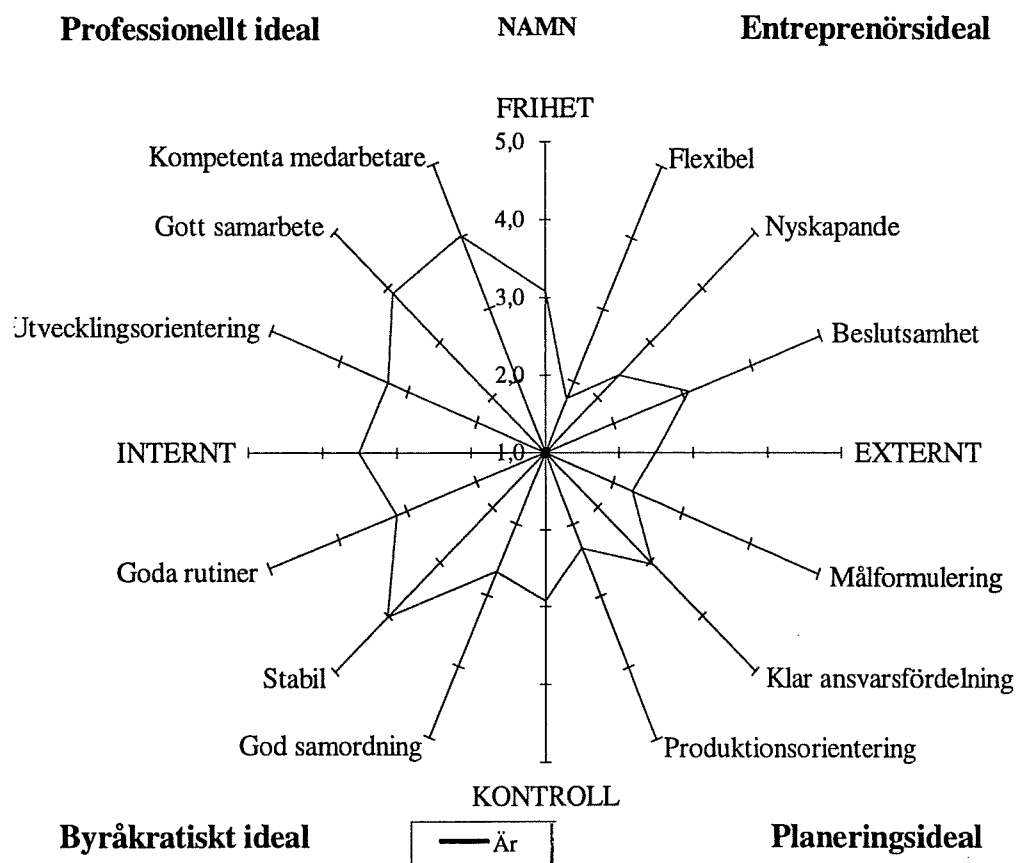 Professionellt ideal
NAMN
Entreprenörsideal
FRIHET
5,0
Kompetenta medarbetare
Flexibel
4,0
Gott samarbete
Nyskapande
3,0
Utvecklingsorientering
Beslutsamhet
2,0
INTERNT
1,0
EXTERNT
Goda rutiner
Målformulering
Stabil
Klar ansvarsfördelning
God samordning
Produktionsorientering
KONTROLL
Byråkratiskt ideal
Är
Planeringsideal